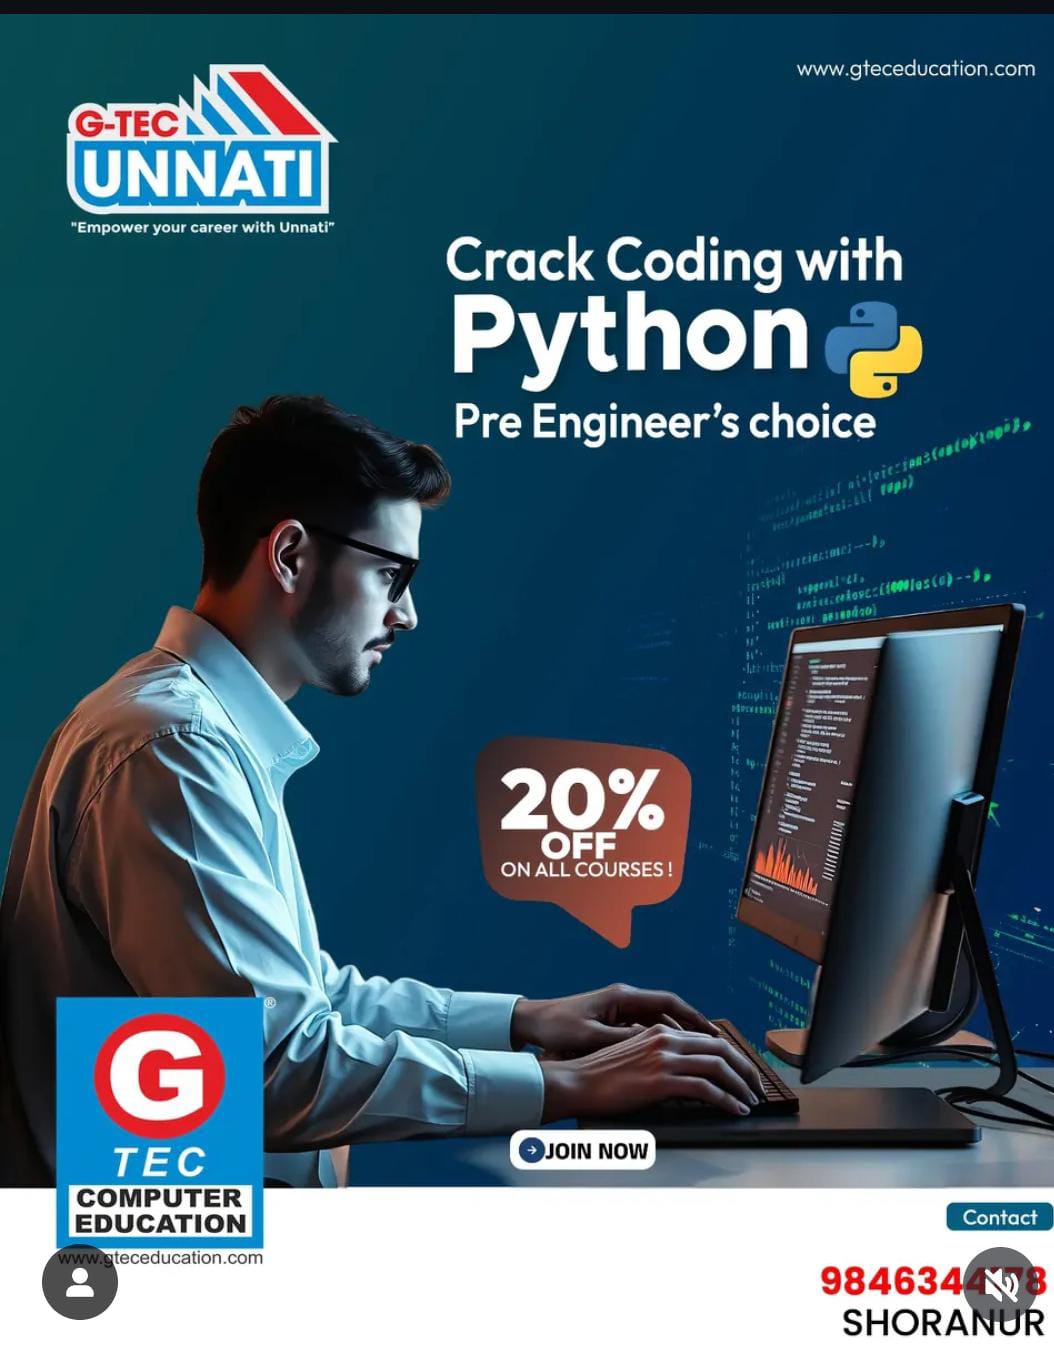 www.gteceducation.com
G-TEC
UNNATI
"Empower your career with Unnati"
Crack Coding with
Python
Pre Engineer's choice
20%
OFF
ON ALL COURSES !
JOIN NOW
G
TEC
COMPUTER
EDUCATION
®
www.gteceducation.com
Contact
SHORANUR